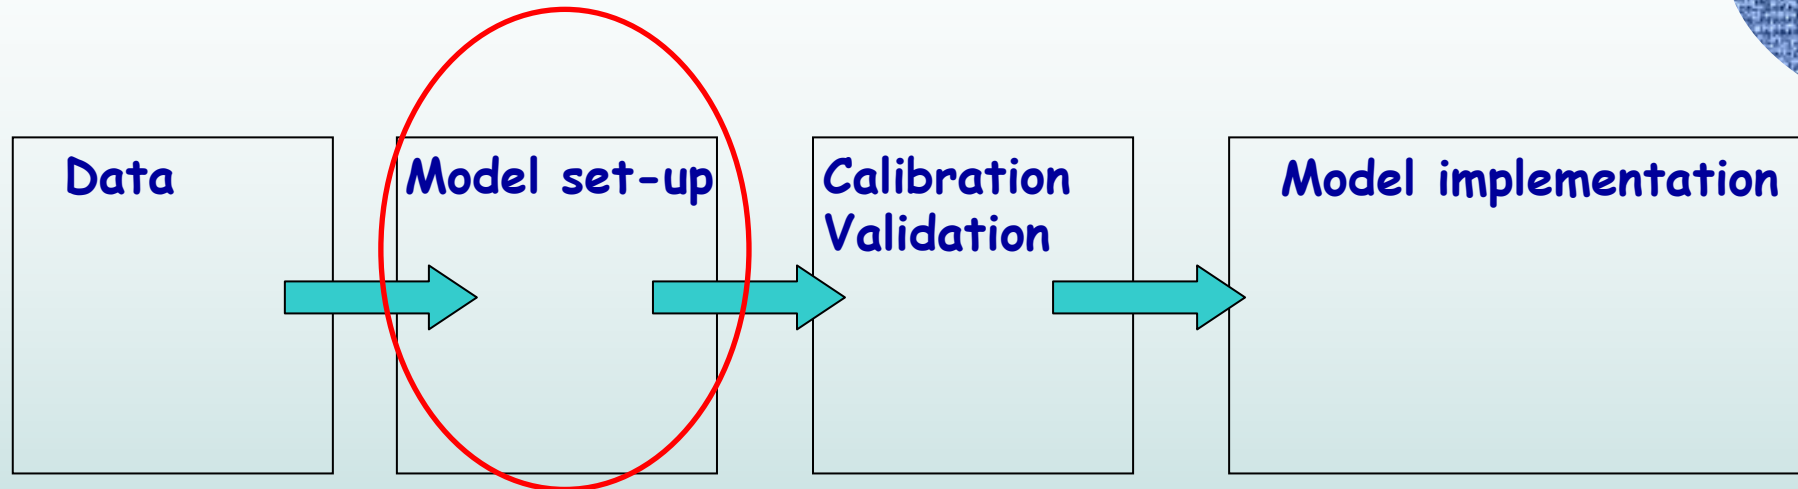 Data
Model set-up
Calibration
Validation
Model implementation